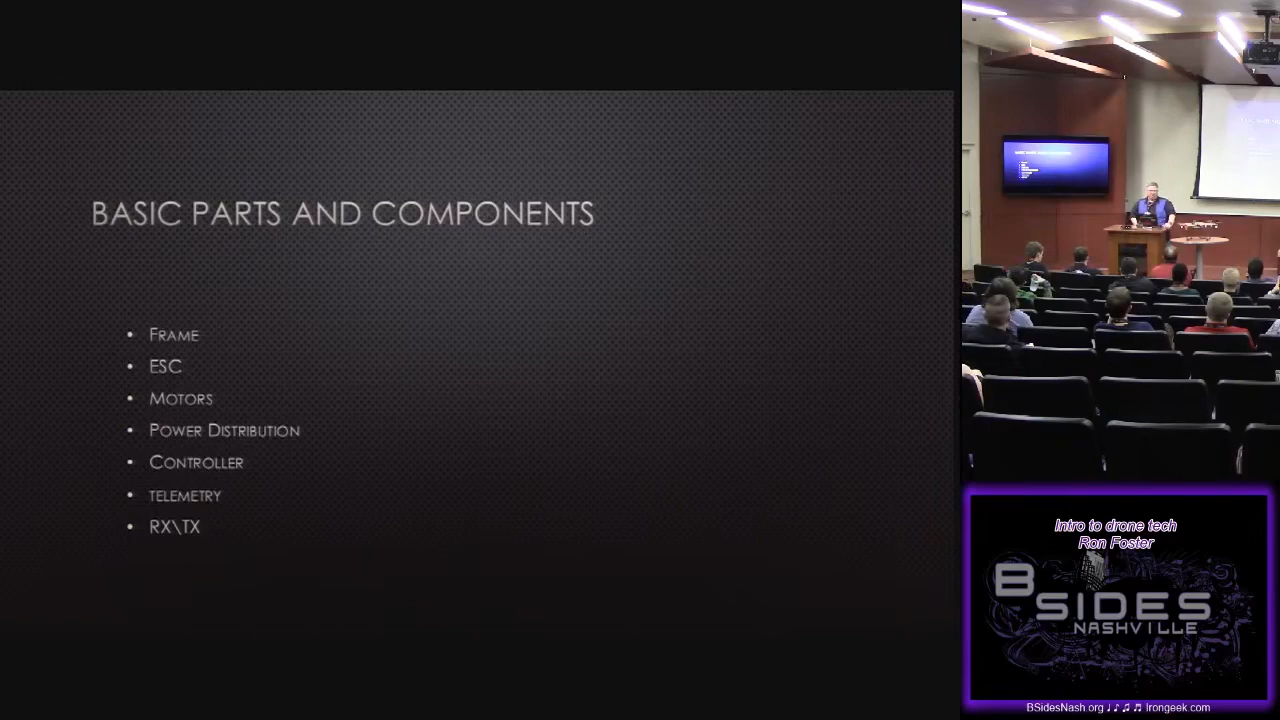 BASIC PARTS AND COMPONENTS
• FRAME
• ESC
• MOTORS
• POWER DISTRIBUTION
• CONTROLLER
• TELEMETRY
• RX\TX
Intro to drone tech
Ron Foster
BSIDES
NASHVILLE
BSidesNash.org ♩ ♪ ♫ ♬ Irongeek.com